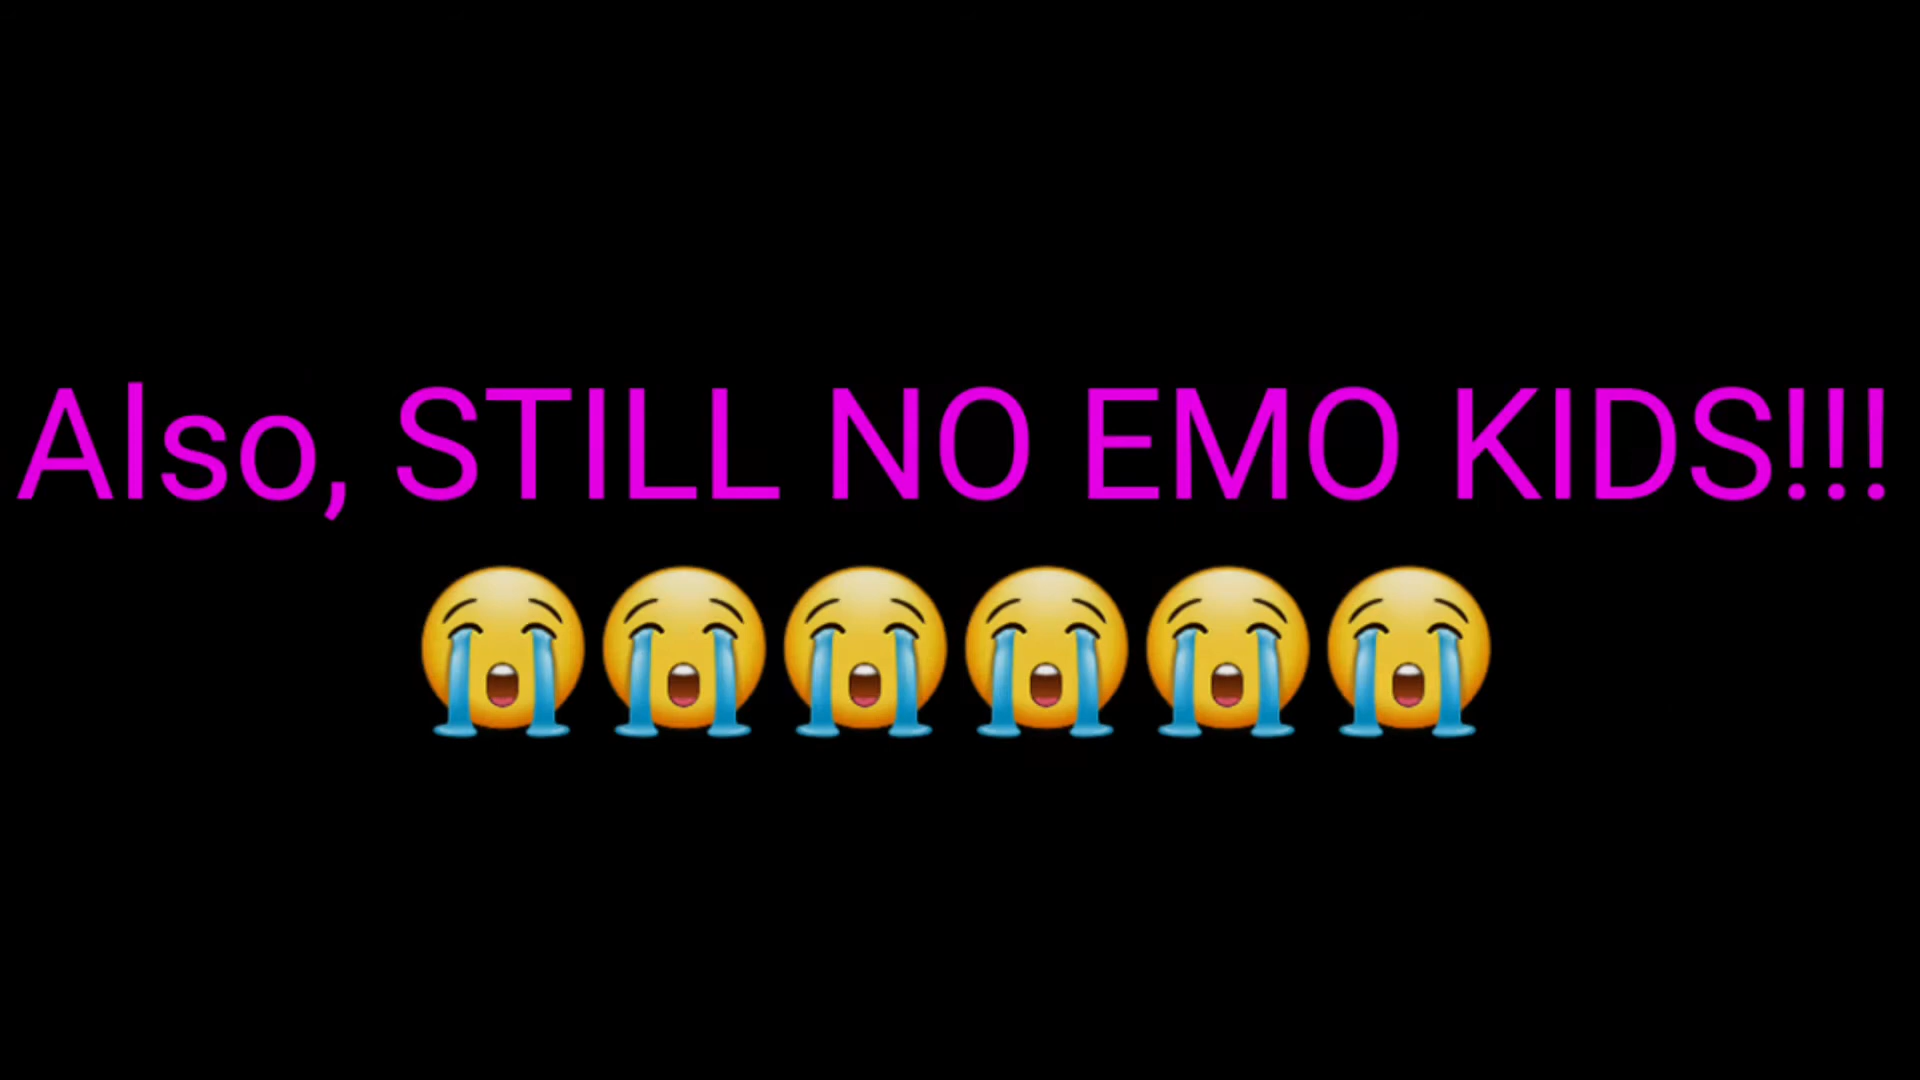 Also, STILL NO EMO KIDS!!!
😭😭😭😭😭😭